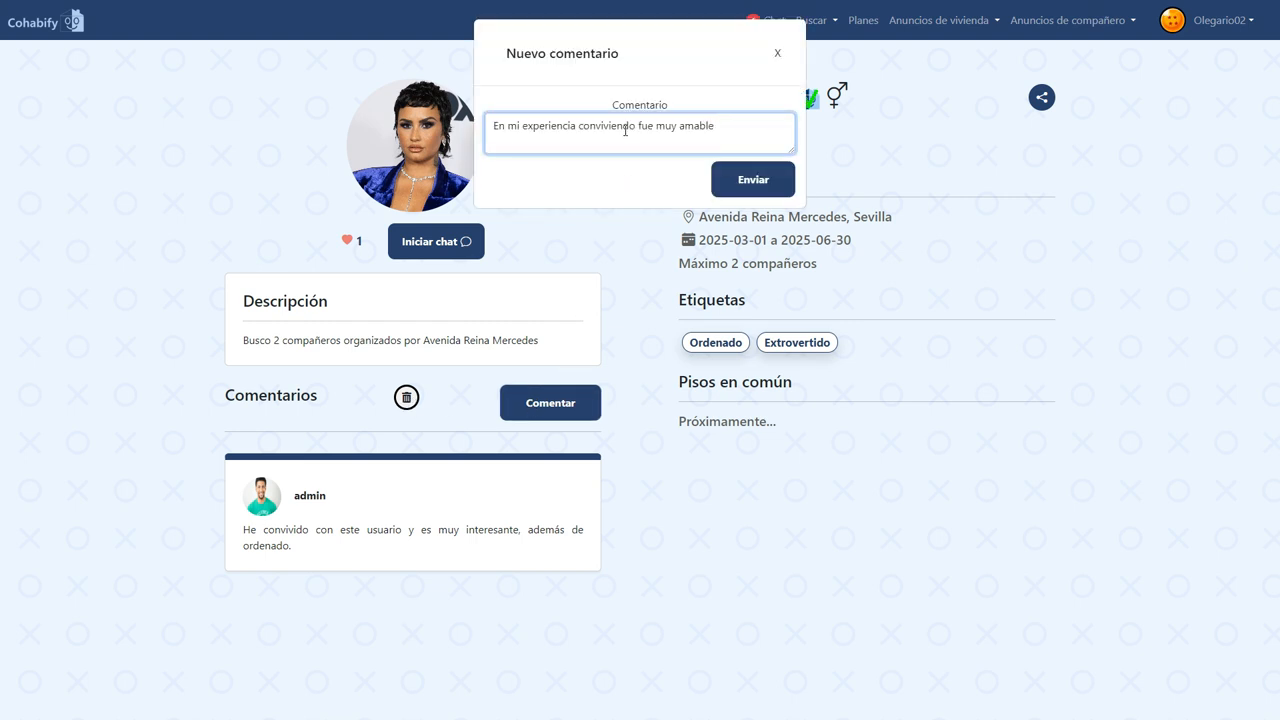 Cohabify
Buscar
Planes
Anuncios de vivienda
Anuncios de compañero
Olegario02
Nuevo comentario
X
Comentario
En mi experiencia conviviendo fue muy amable
Enviar
1
Iniciar chat
Descripción
Busco 2 compañeros organizados por Avenida Reina Mercedes
Comentarios
Comentar
admin
He convivido con este usuario y es muy interesante, además de
ordenado.
Avenida Reina Mercedes, Sevilla
2025-03-01 a 2025-06-30
Máximo 2 compañeros
Etiquetas
Ordenado
Extrovertido
Pisos en común
Próximamente...